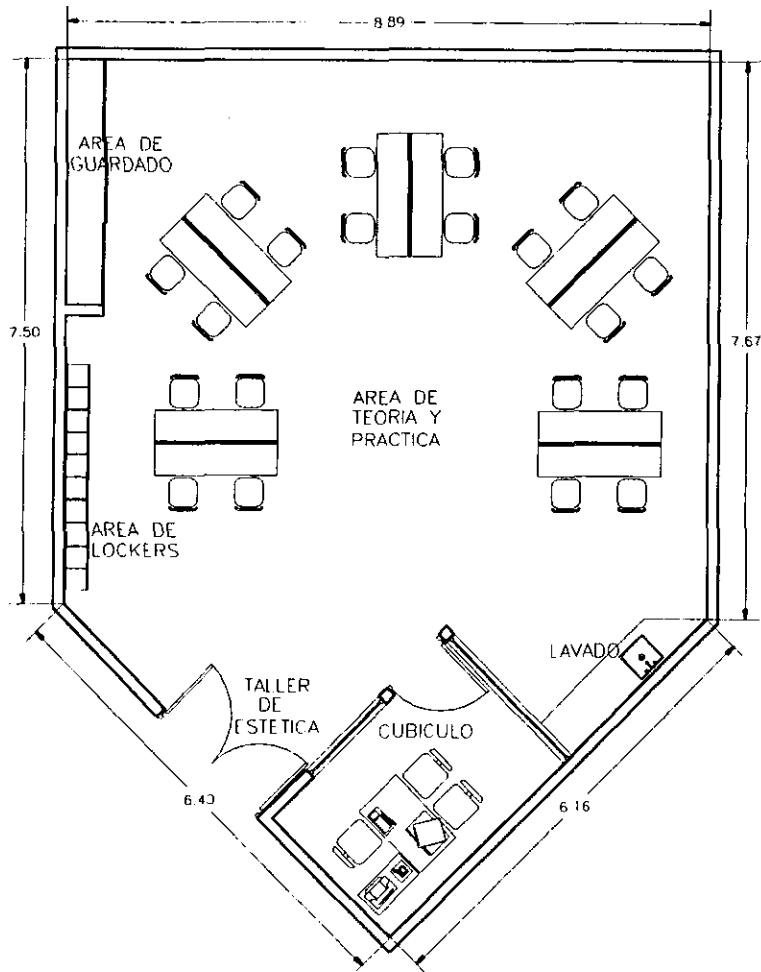 8.89
AREA DE
GUARDADO
7.50
7.67
AREA DE
TEORIA Y
PRACTICA
AREA DE
LOCKERS
LAVADO
TALLER
DE
ESTETICA
CUBICULO
6.40
6.16